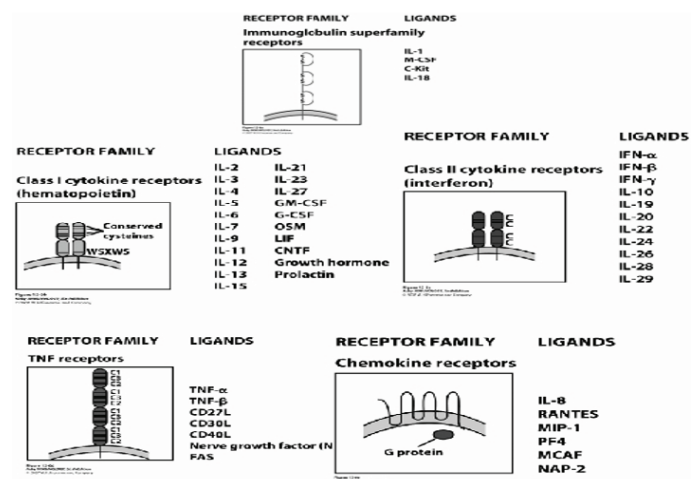 RECEPTOR FAMILY LIGANDS
Immunoglobulin superfamily
receptors
IL-1
M-CSF
C-Kit
IL-18
RECEPTOR FAMILY LIGANDS
Class I cytokine receptors
(hematopoietin)
Conserved
cysteines
WSXWS
IL-2 IL-21
IL-3 IL-23
IL-4 IL-27
IL-5 GM-CSF
IL-6 G-CSF
IL-7 OSM
IL-9 LIF
IL-11 CNTF
IL-12 Growth hormone
IL-13 Prolactin
IL-15
RECEPTOR FAMILY LIGANDS
Class II cytokine receptors
(interferon)
C
C
C
IFN-α
IFN-β
IFN-γ
IL-10
IL-19
IL-20
IL-22
IL-24
IL-26
IL-28
IL-29
RECEPTOR FAMILY LIGANDS
TNF receptors
TNF-α
TNF-β
CD27L
CD30L
CD40L
Nerve growth factor (N
FAS
RECEPTOR FAMILY LIGANDS
Chemokine receptors
G protein
IL-8
RANTES
MIP-1
PF4
MCAF
NAP-2